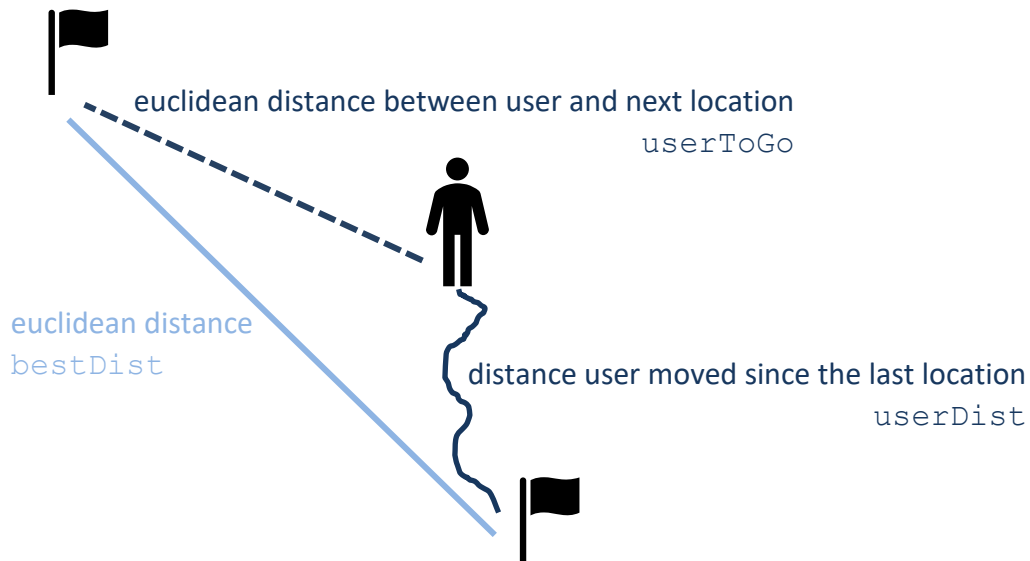 euclidean distance between user and next location
userToGo
euclidean distance
bestDist
distance user moved since the last location
userDist